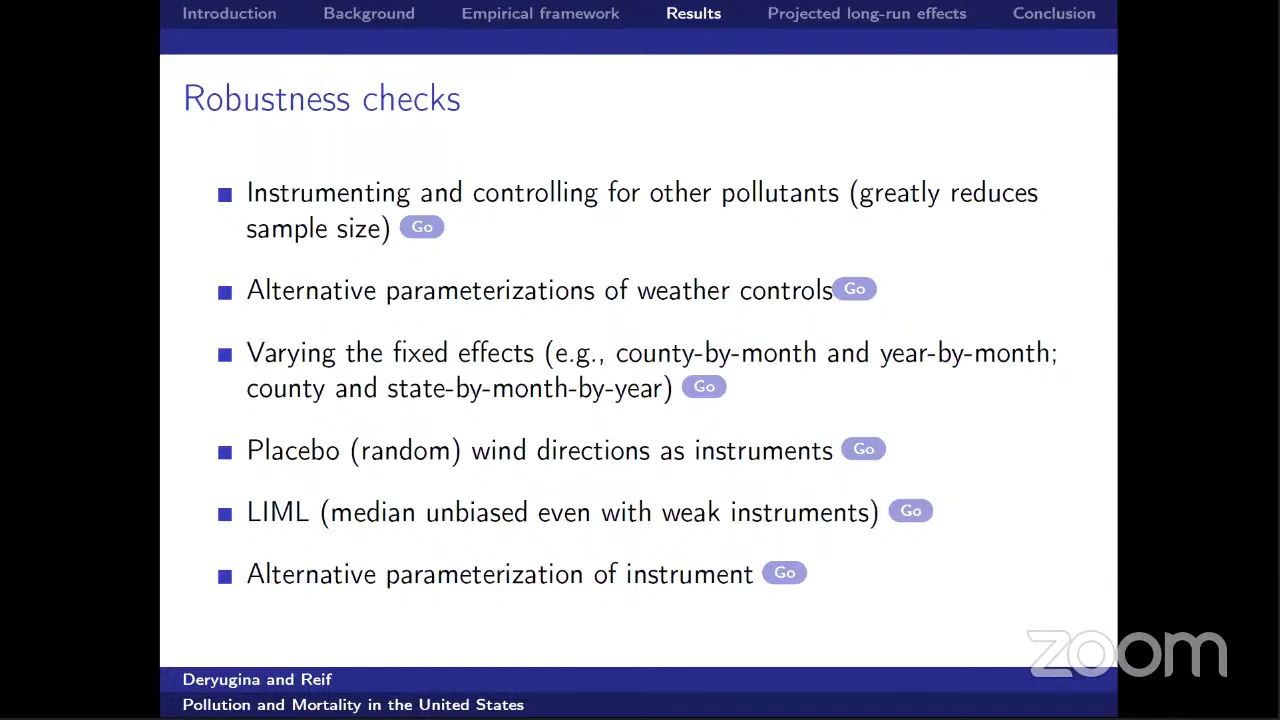 Introduction Background Empirical framework Results Projected long-run effects Conclusion
Robustness checks
Instrumenting and controlling for other pollutants (greatly reduces
sample size) Go
Alternative parameterizations of weather controls Go
Varying the fixed effects (e.g., county-by-month and year-by-month;
county and state-by-month-by-year) Go
Placebo (random) wind directions as instruments Go
LIML (median unbiased even with weak instruments) Go
Alternative parameterization of instrument Go
zoom
Deryugina and Reif
Pollution and Mortality in the United States